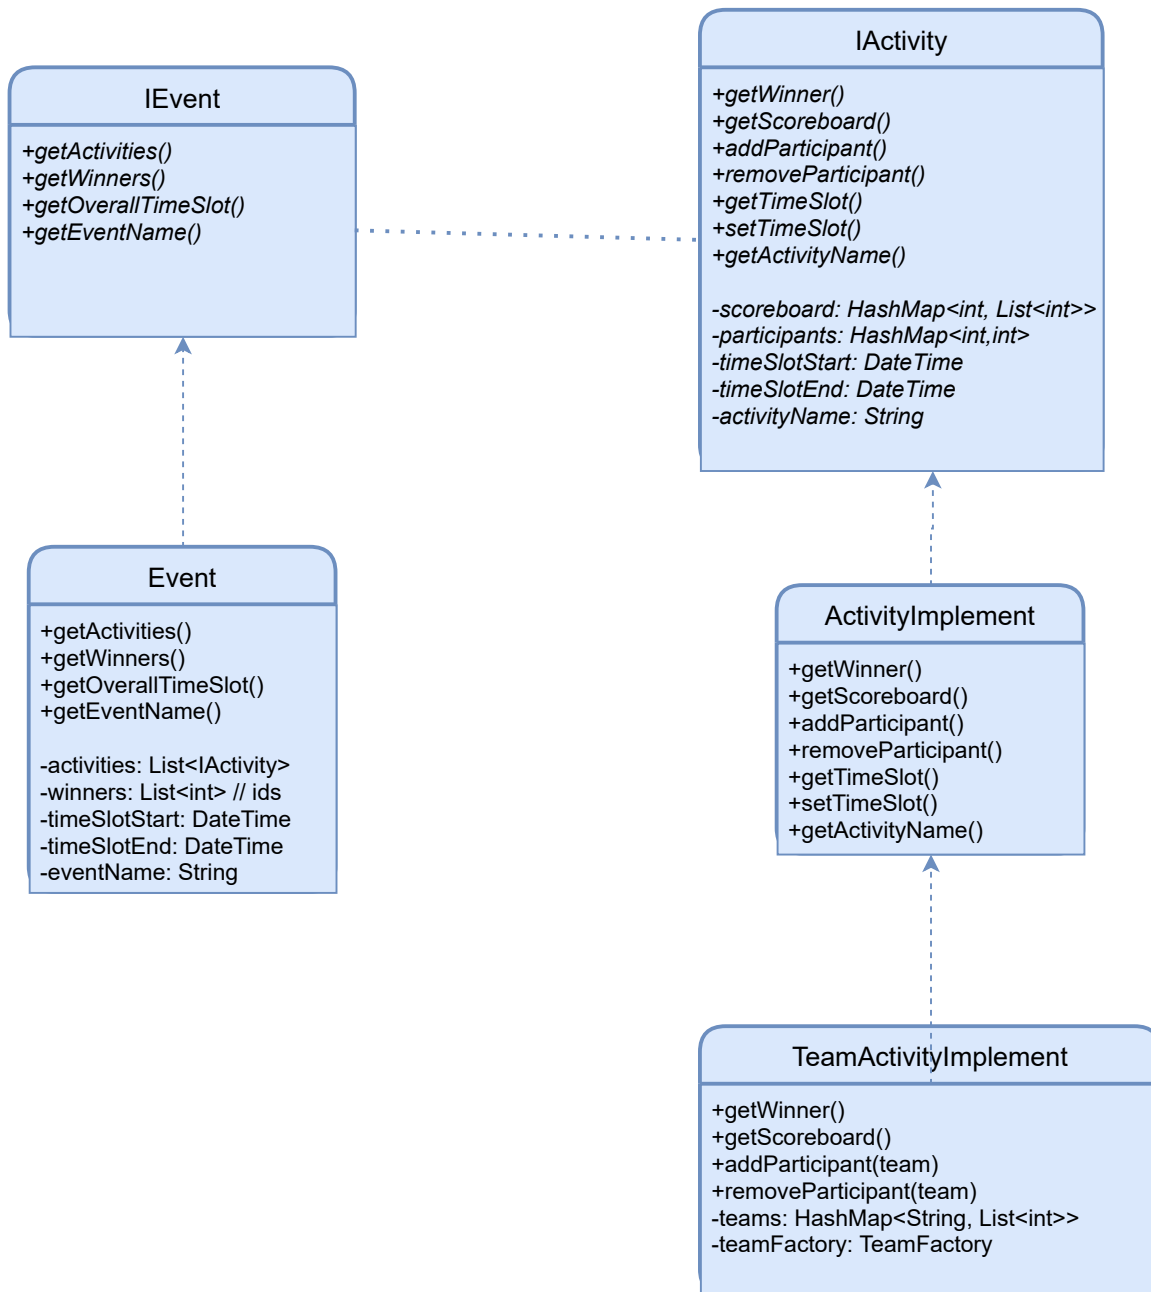 IEvent
+getActivities()
+getWinners()
+getOverallTimeSlot()
+getEventName()
IActivity
+getWinner()
+getScoreboard()
+addParticipant()
+removeParticipant()
+getTimeSlot()
+setTimeSlot()
+getActivityName()
-scoreboard: HashMap<int, List<int>>
-participants: HashMap<int,int>
-timeSlotStart: DateTime
-timeSlotEnd: DateTime
-activityName: String
Event
+getActivities()
+getWinners()
+getOverallTimeSlot()
+getEventName()
-activities: List<IActivity>
-winners: List<int> // ids
-timeSlotStart: DateTime
-timeSlotEnd: DateTime
-eventName: String
ActivityImplement
+getWinner()
+getScoreboard()
+addParticipant()
+removeParticipant()
+getTimeSlot()
+setTimeSlot()
+getActivityName()
TeamActivityImplement
+getWinner()
+getScoreboard()
+addParticipant(team)
+removeParticipant(team)
-teams: HashMap<String, List<int>>
-teamFactory: TeamFactory